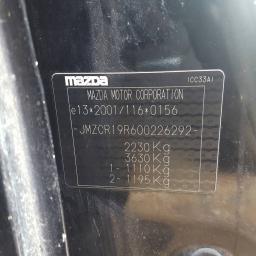 mazda 1CC33A1
MAZDA MOTOR CORPORATION
e13*2001/116*0156
-JMZCR19R600226292-
2230 Kg
3630 Kg
1- 1110 Kg
2- 1195 Kg